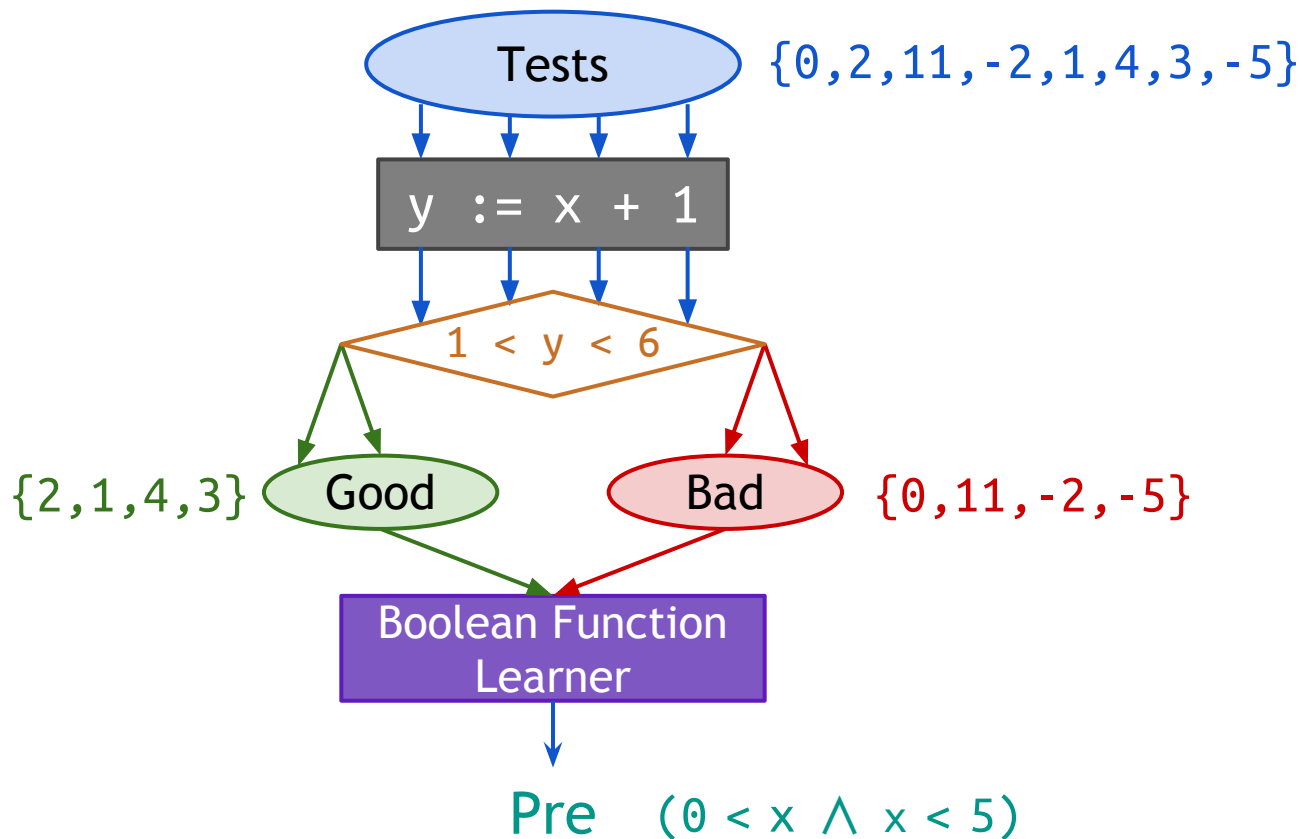 Tests
{0,2,11,-2,1,4,3,-5}
y := x + 1
1 < y < 6
{2,1,4,3}
Good
Bad
{0,11,-2,-5}
Boolean Function
Learner
Pre (0 < x ∧ x < 5)